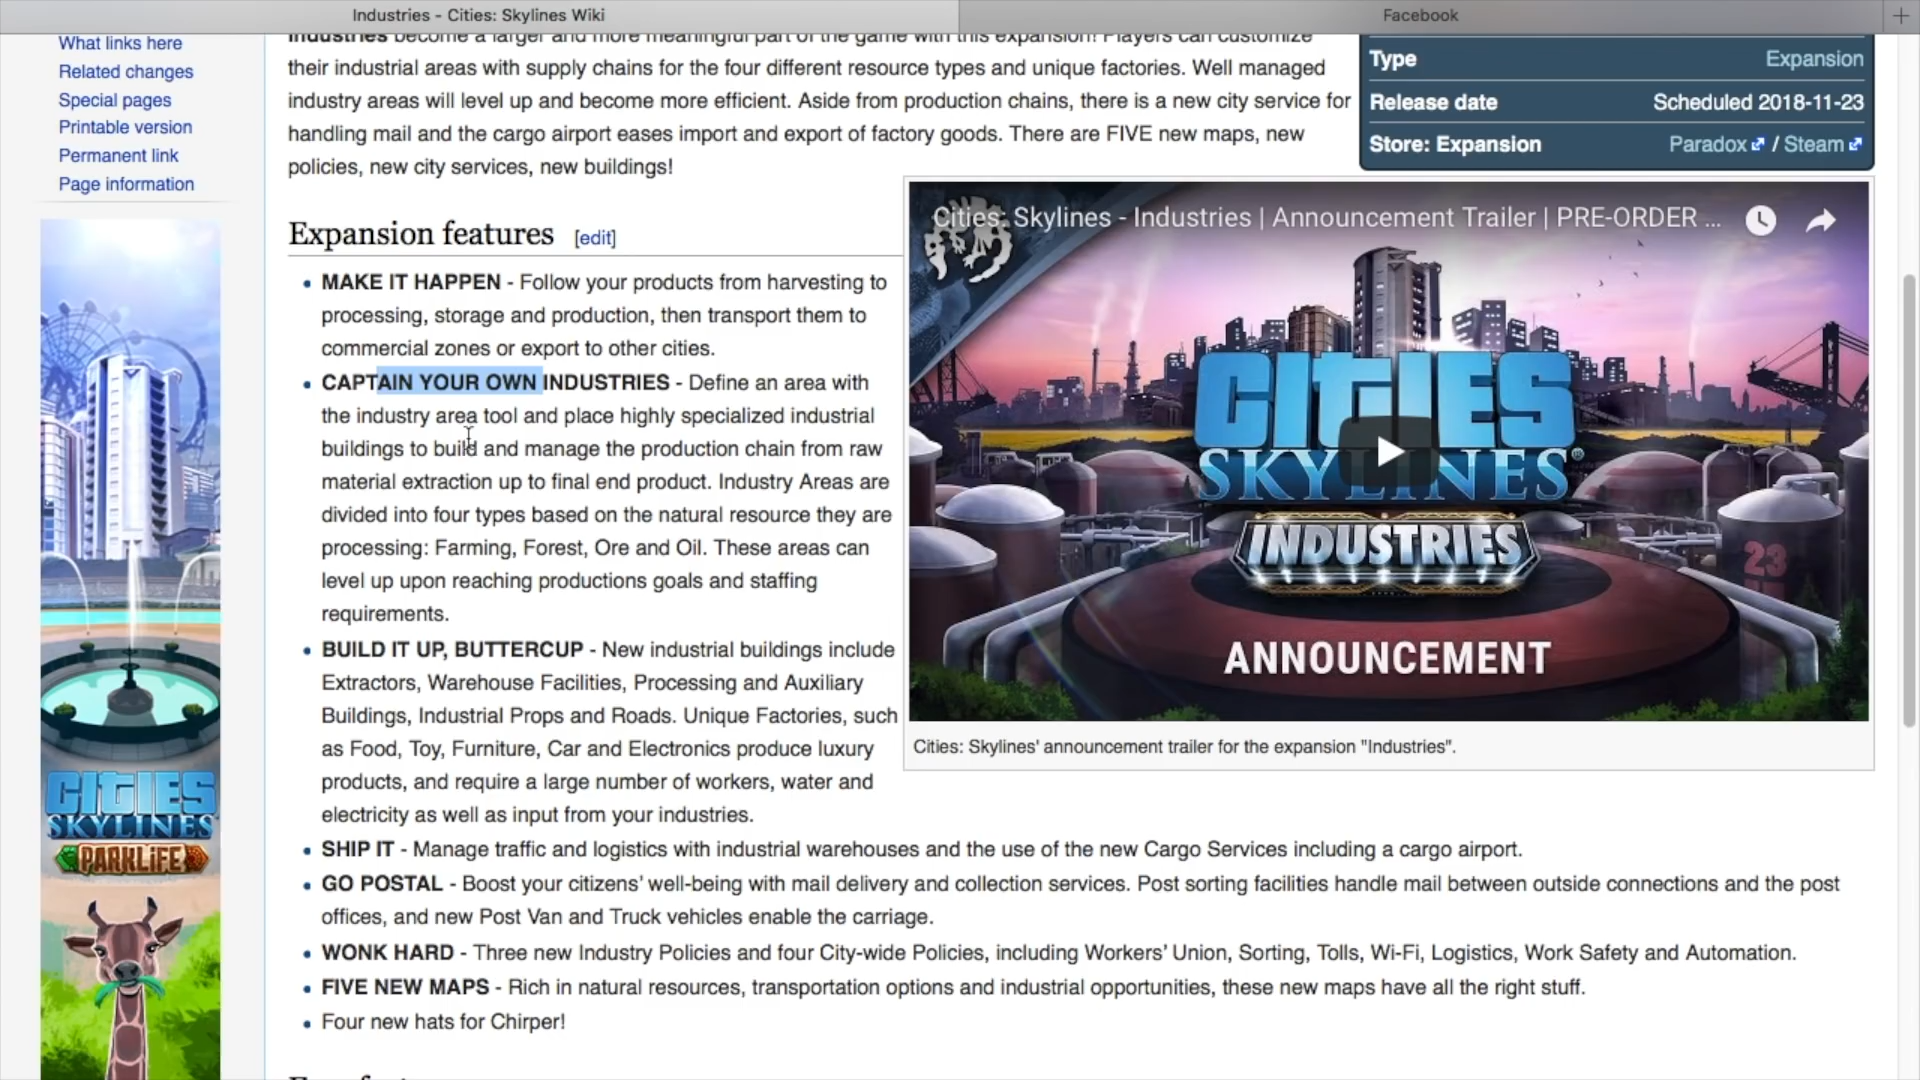 Industries - Cities: Skylines Wiki
Facebook
What links here
Related changes
Special pages
Printable version
Permanent link
Page information
Industries become a larger and more meaningful part of the game with this expansion! Players can customize
their industrial areas with supply chains for the four different resource types and unique factories. Well managed
industry areas will level up and become more efficient. Aside from production chains, there is a new city service for
handling mail and the cargo airport eases import and export of factory goods. There are FIVE new maps, new
policies, new city services, new buildings!
Type Expansion
Release date Scheduled 2018-11-23
Store: Expansion Paradox / Steam
Expansion features [edit]
MAKE IT HAPPEN - Follow your products from harvesting to
processing, storage and production, then transport them to
commercial zones or export to other cities.
CAPTAIN YOUR OWN INDUSTRIES - Define an area with
the industry area tool and place highly specialized industrial
buildings to build and manage the production chain from raw
material extraction up to final end product. Industry Areas are
divided into four types based on the natural resource they are
processing: Farming, Forest, Ore and Oil. These areas can
level up upon reaching productions goals and staffing
requirements.
BUILD IT UP, BUTTERCUP - New industrial buildings include
Extractors, Warehouse Facilities, Processing and Auxiliary
Buildings, Industrial Props and Roads. Unique Factories, such
as Food, Toy, Furniture, Car and Electronics produce luxury
products, and require a large number of workers, water and
electricity as well as input from your industries.
SHIP IT - Manage traffic and logistics with industrial warehouses and the use of the new Cargo Services including a cargo airport.
GO POSTAL - Boost your citizens' well-being with mail delivery and collection services. Post sorting facilities handle mail between outside connections and the post
offices, and new Post Van and Truck vehicles enable the carriage.
WONK HARD - Three new Industry Policies and four City-wide Policies, including Workers' Union, Sorting, Tolls, Wi-Fi, Logistics, Work Safety and Automation.
FIVE NEW MAPS - Rich in natural resources, transportation options and industrial opportunities, these new maps have all the right stuff.
Four new hats for Chirper!
Cities: Skylines - Industries | Announcement Trailer | PRE-ORDER ...
CITIES
SKYLINES®
INDUSTRIES
23
ANNOUNCEMENT
Cities: Skylines' announcement trailer for the expansion "Industries".
CITIES
SKYLINES
PARKLIFE